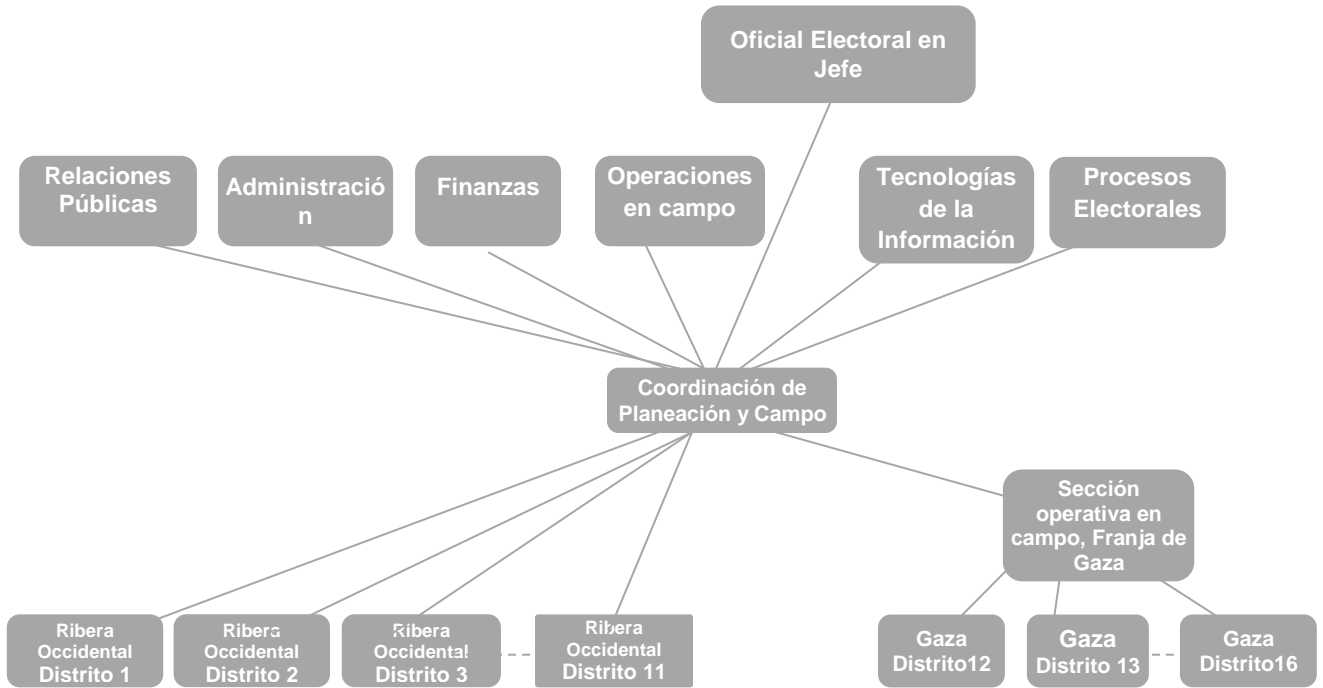 Oficial Electoral en
Jefe
Relaciones
Públicas
Administració
n
Finanzas
Operaciones
en campo
Tecnologías
de la
Información
Procesos
Electorales
Coordinación de
Planeación y Campo
Sección
operativa en
campo, Franja de
Gaza
Ribera
Occidental
Distrito 1
Ribera
Occidental
Distrito 2
Ribera
Occidental
Distrito 3
Ribera
Occidental
Distrito 11
Gaza
Distrito12
Gaza
Distrito 13
Gaza
Distrito16